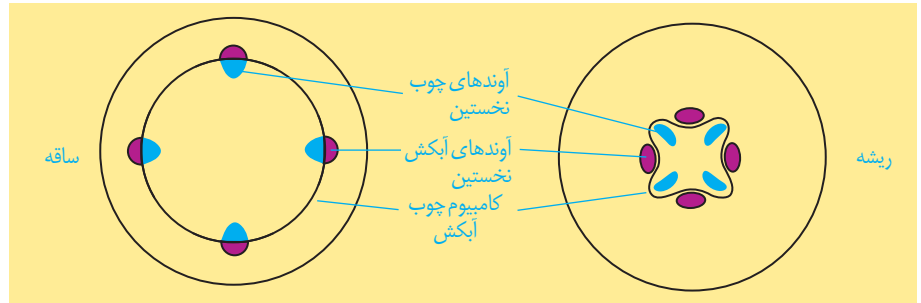 آوندهای چوب
نخستین
آوندهای آبکش
نخستین
کامبیوم چوب
آبکش
ریشه
ساقه